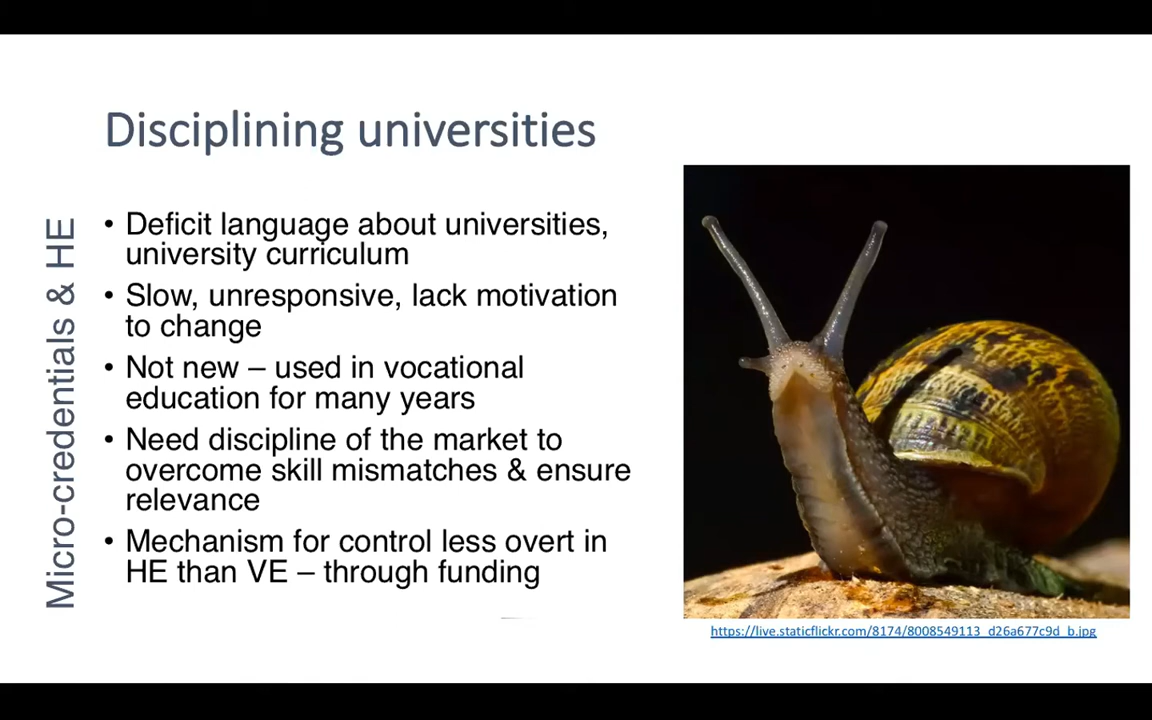 Disciplining universities
Micro-credentials & HE
• Deficit language about universities,
university curriculum
• Slow, unresponsive, lack motivation
to change
• Not new – used in vocational
education for many years
• Need discipline of the market to
overcome skill mismatches & ensure
relevance
• Mechanism for control less overt in
HE than VE – through funding
https://live.staticflickr.com/8174/8008549113_d26a677c9d_b.jpg